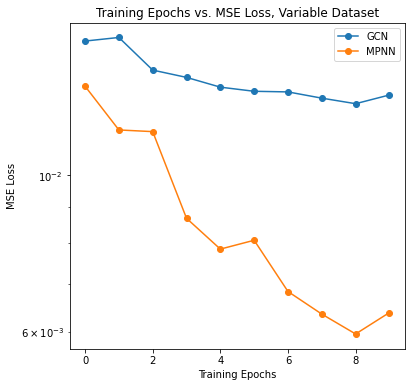 Training Epochs vs. MSE Loss, Variable Dataset
GCN
MPNN
MSE Loss
10⁻²
6 × 10⁻³
0 2 4 6 8
Training Epochs